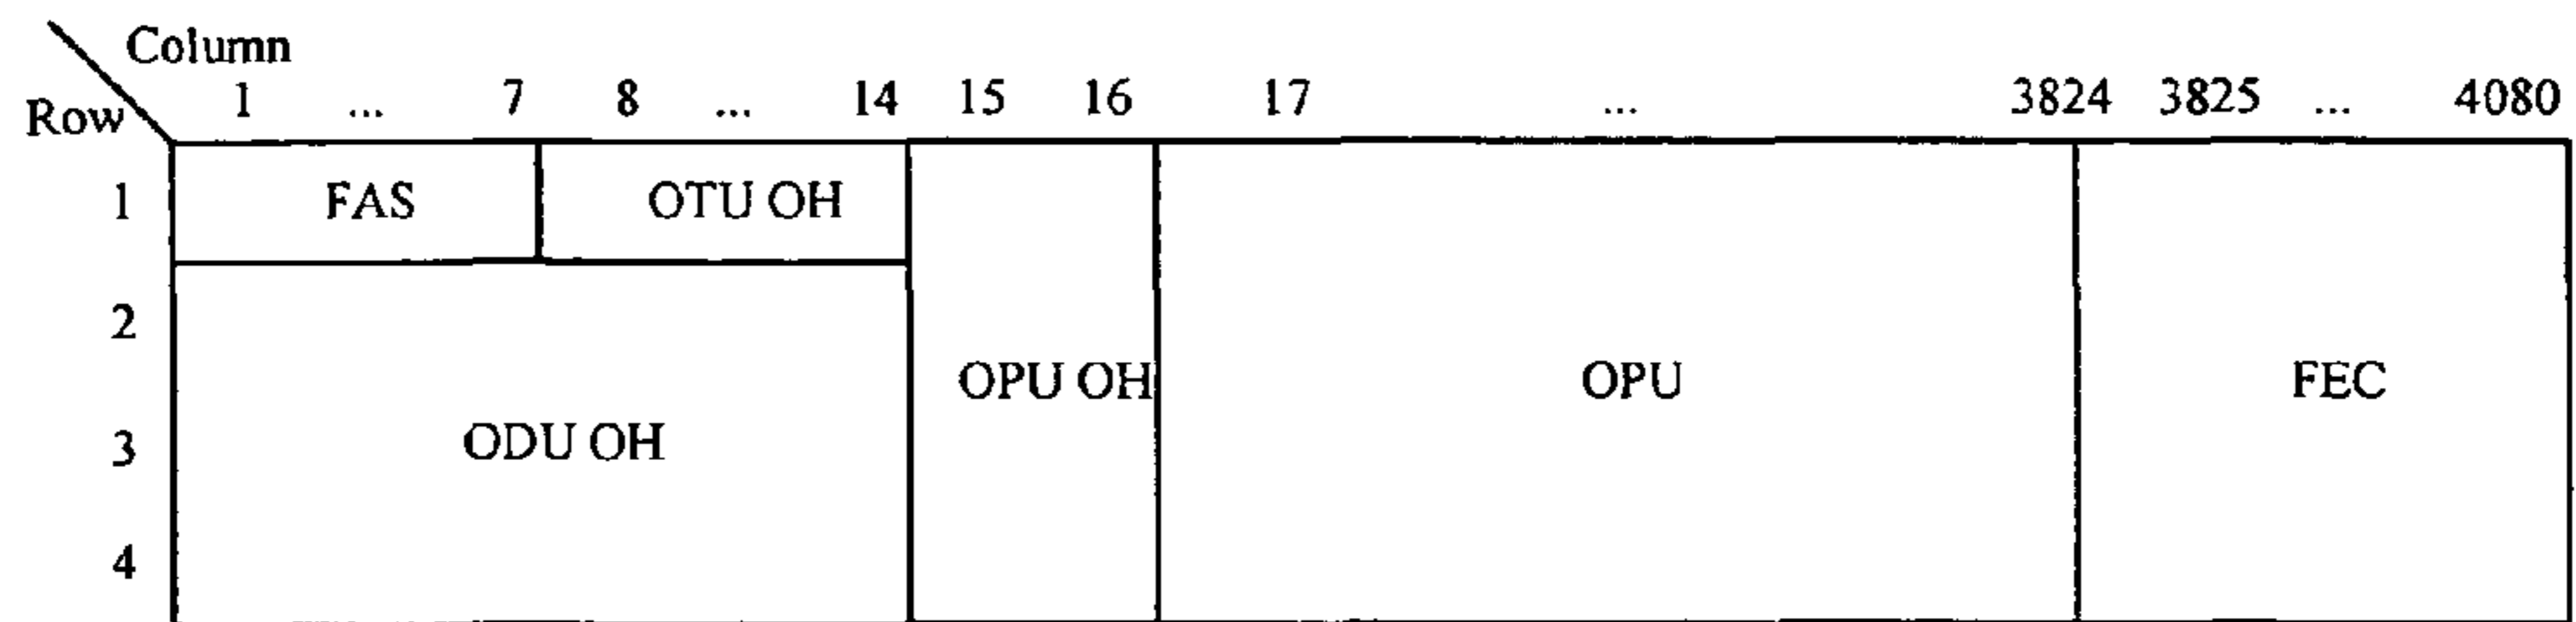 Column
Row 1 ... 7 8 ... 14 15 16 17 ... 3824 3825 ... 4080
1 FAS OTU OH
2
OPU OH OPU FEC
3 ODU OH
4